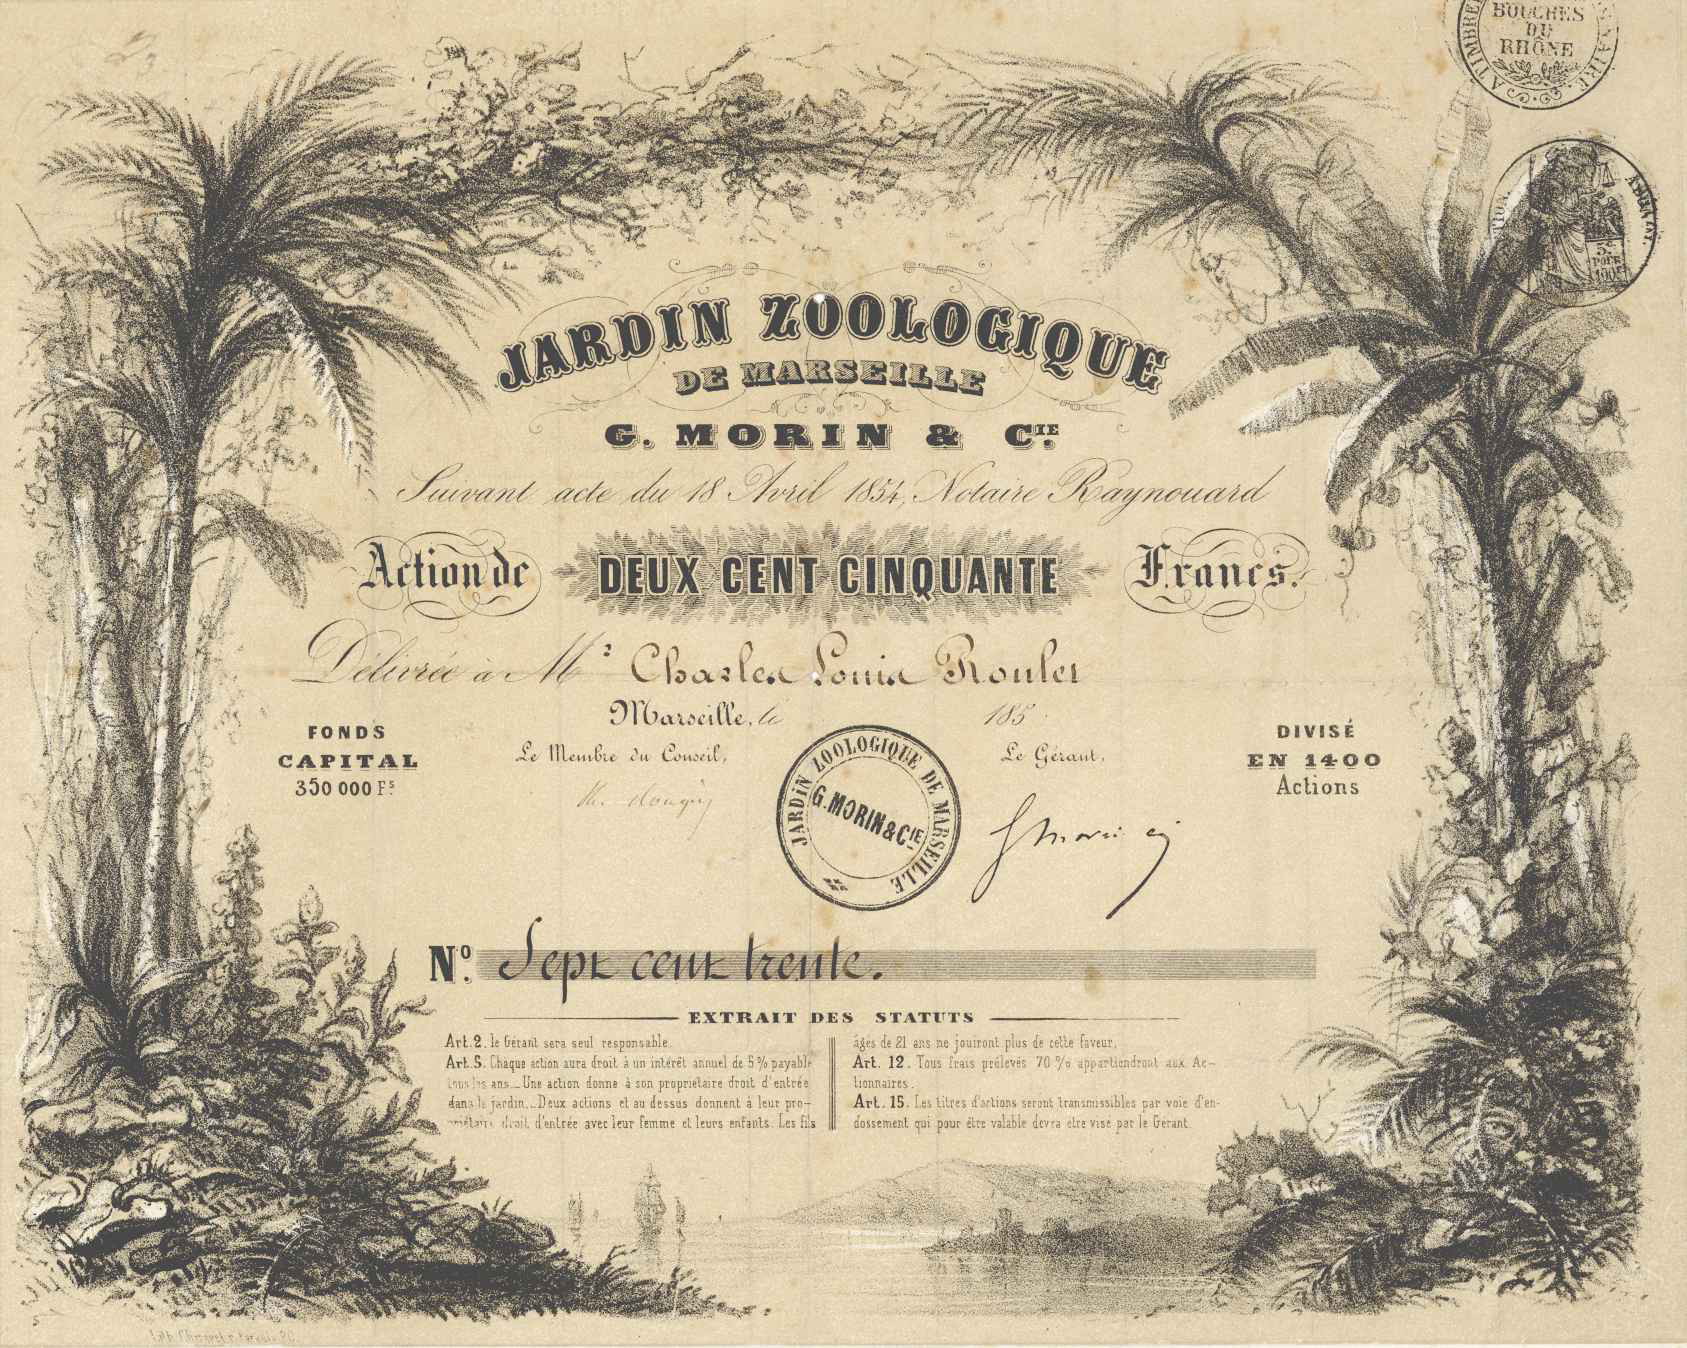 BOUCHES
DU
RHÔNE
A TIMBRE
5c
POUR
100f
JARDIN ZOOLOGIQUE
DE MARSEILLE
G. MORIN & CIE.
Suivant acte du 18 Avril 1854, Notaire Raynouard
Action de DEUX CENT CINQUANTE Francs.
Délivrée à Mr Charles Louis Roulet
Marseille, le 185
FONDS
CAPITAL
350 000 Fs.
Le Membre du Conseil,
Le Gérant,
DIVISÉ
EN 1400
Actions
JARDIN ZOOLOGIQUE DE MARSEILLE
G. MORIN & CIE.
G Morin
No. Sept cent trente.
EXTRAIT DES STATUTS
Art. 2. le Gérant sera seul responsable.
Art. 5. Chaque action aura droit à un intérêt annuel de 5 % payable
tous les ans._Une action donne à son propriétaire droit d'entrée
dans le jardin._Deux actions et au dessus donnent à leur pro-
priétaire droit d'entrée avec leur femme et leurs enfants. Les fils
âgés de 21 ans ne jouiront plus de cette faveur.
Art. 12. Tous frais prélevés 70 % appartiendront aux Ac-
tionnaires.
Art. 15. Les titres d'actions seront transmissibles par voie d'en-
dossement qui pour être valable devra être visé par le Gérant.